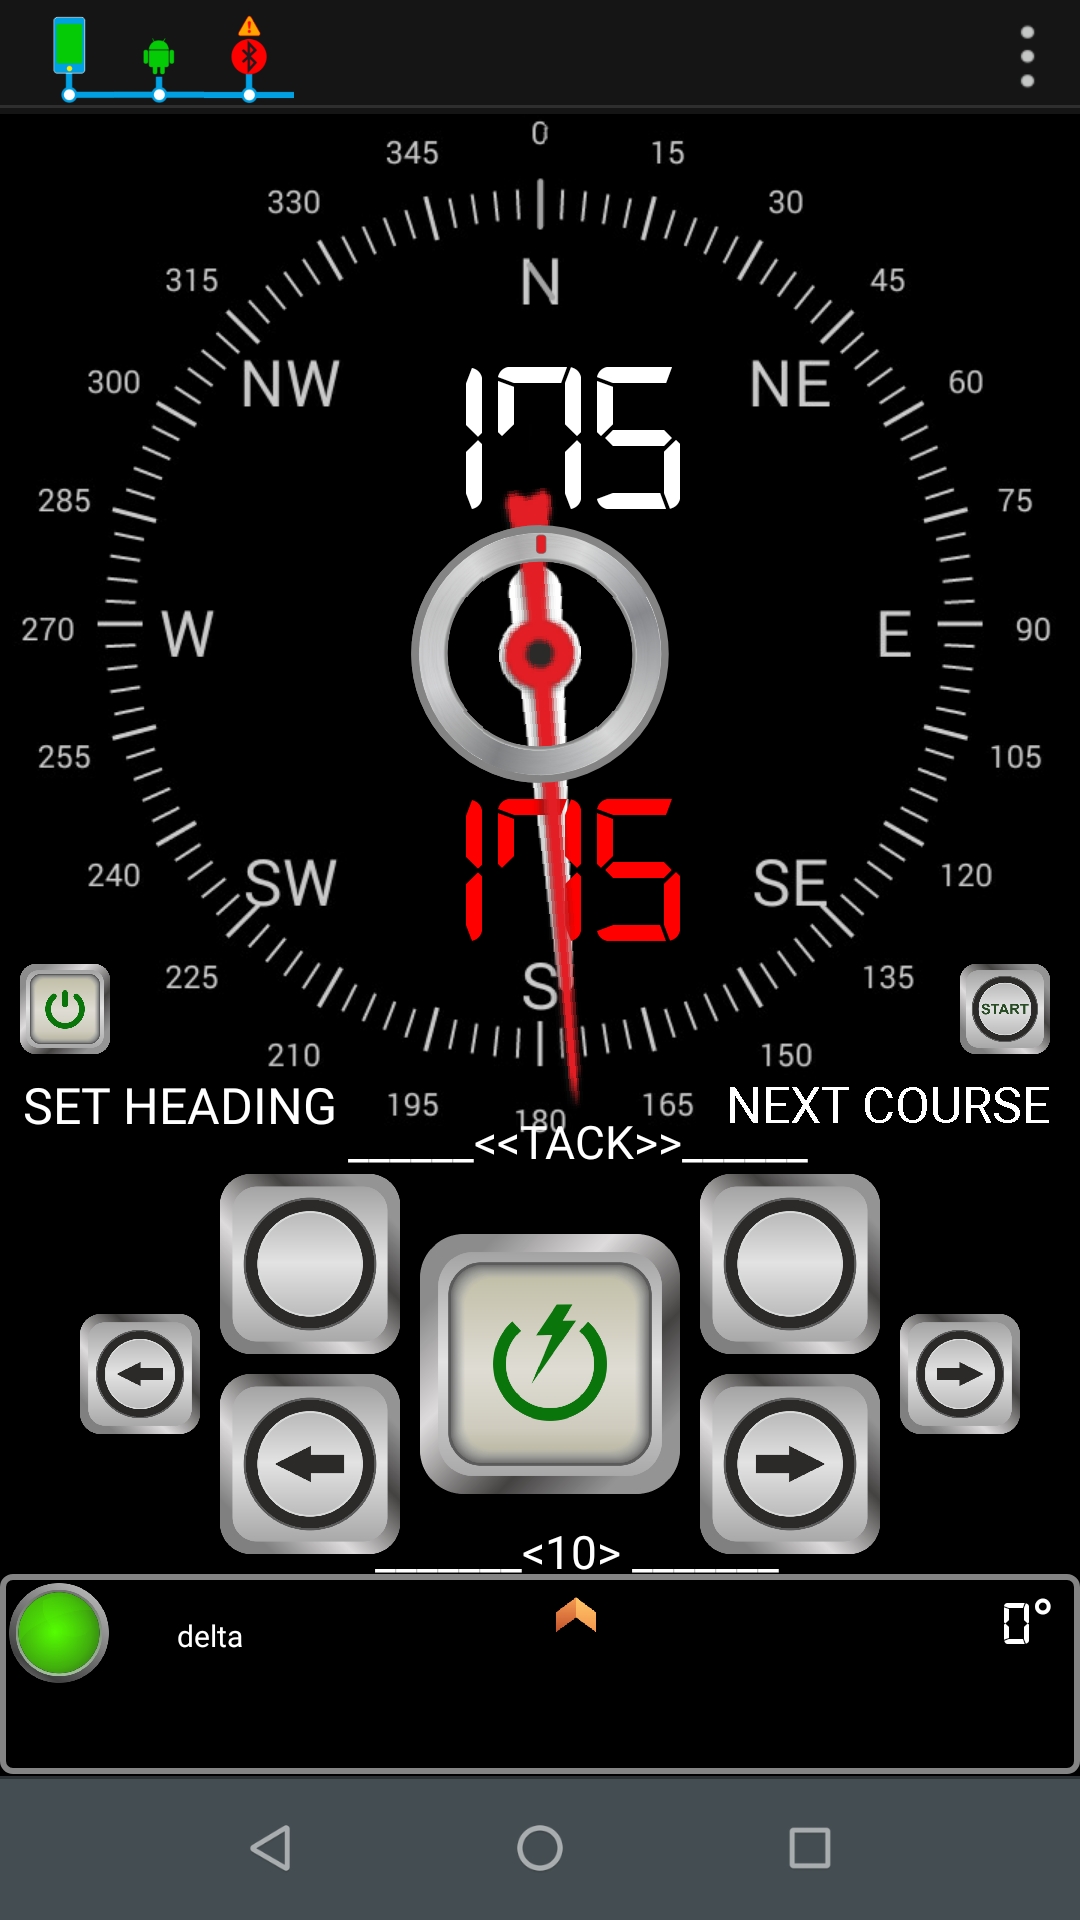 0
345 15
330 30
N
315 45
NW NE
300 60
175
285 75
W E
270 90
255 105
175
240 120
SW SE
S
225 135
START
210 150
195 165
SET HEADING NEXT COURSE
180
______<<TACK>>______
_______<10>_______
delta 0°